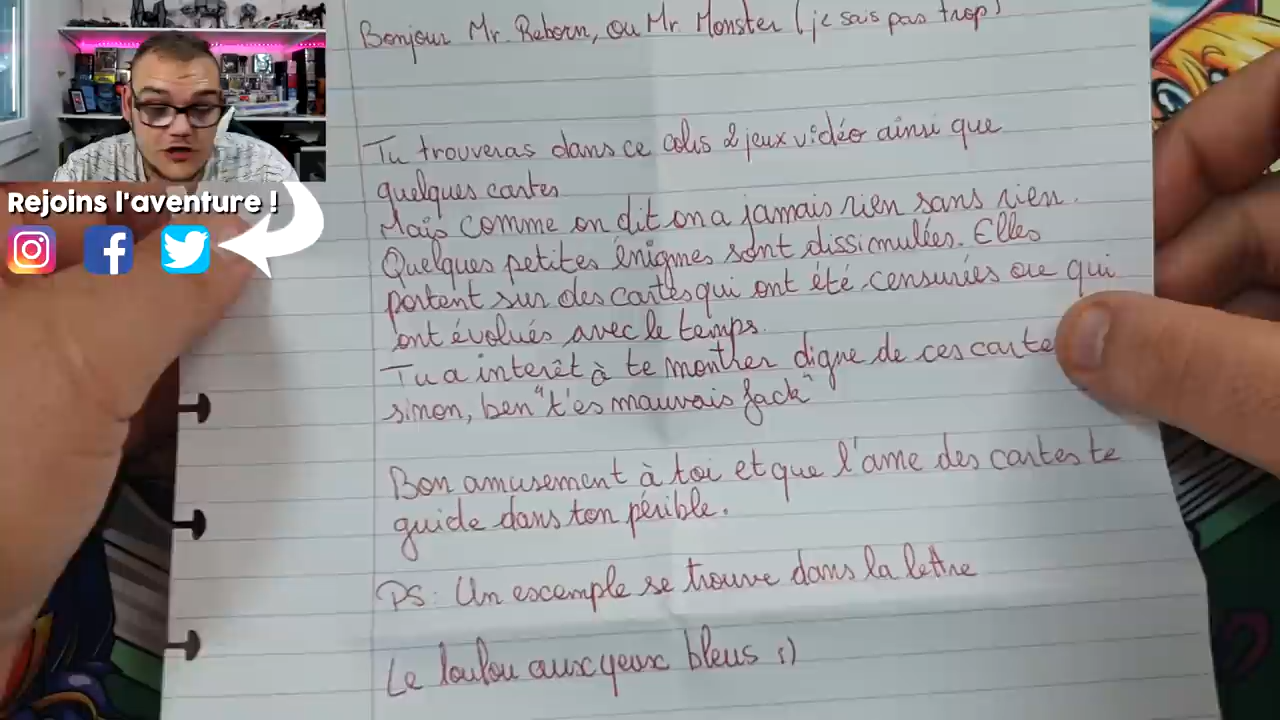 Bonjour Mr. Reborn, ou Mr. Monster (je sais pas trop)
Tu trouveras dans ce colis 2 jeux vidéo ainsi que
quelques cartes
Mais comme on dit on a jamais rien sans rien.
Quelques petites énigmes sont dissimulées. Elles
portent sur des cartes qui ont été censurées ou qui
ont évolués avec le temps.
Tu a interêt à te montrer digne de ces carte
sinon, ben "t'es mauvais Jack"
Bon amusement à toi et que l'ame des cartes te
guide dans ton périble.
PS: Un escemple se trouve dans la lettre
Le loulou aux yeux bleus :)
Rejoins l'aventure !